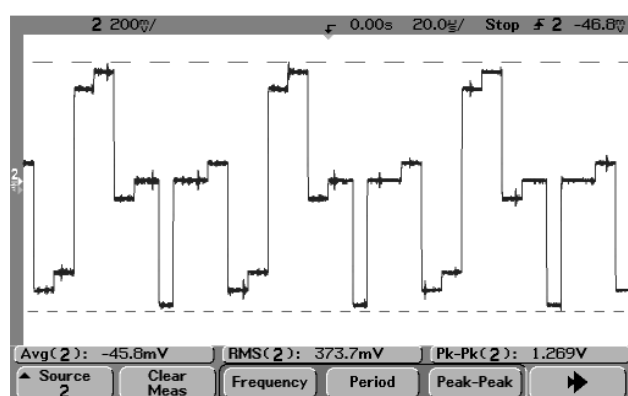 2 200mV/ 0.00s 20.0us/ Stop 2 -46.8mV
2
Avg(2): -45.8mV RMS(2): 373.7mV Pk-Pk(2): 1.269V
Source 2 Clear Meas Frequency Period Peak-Peak